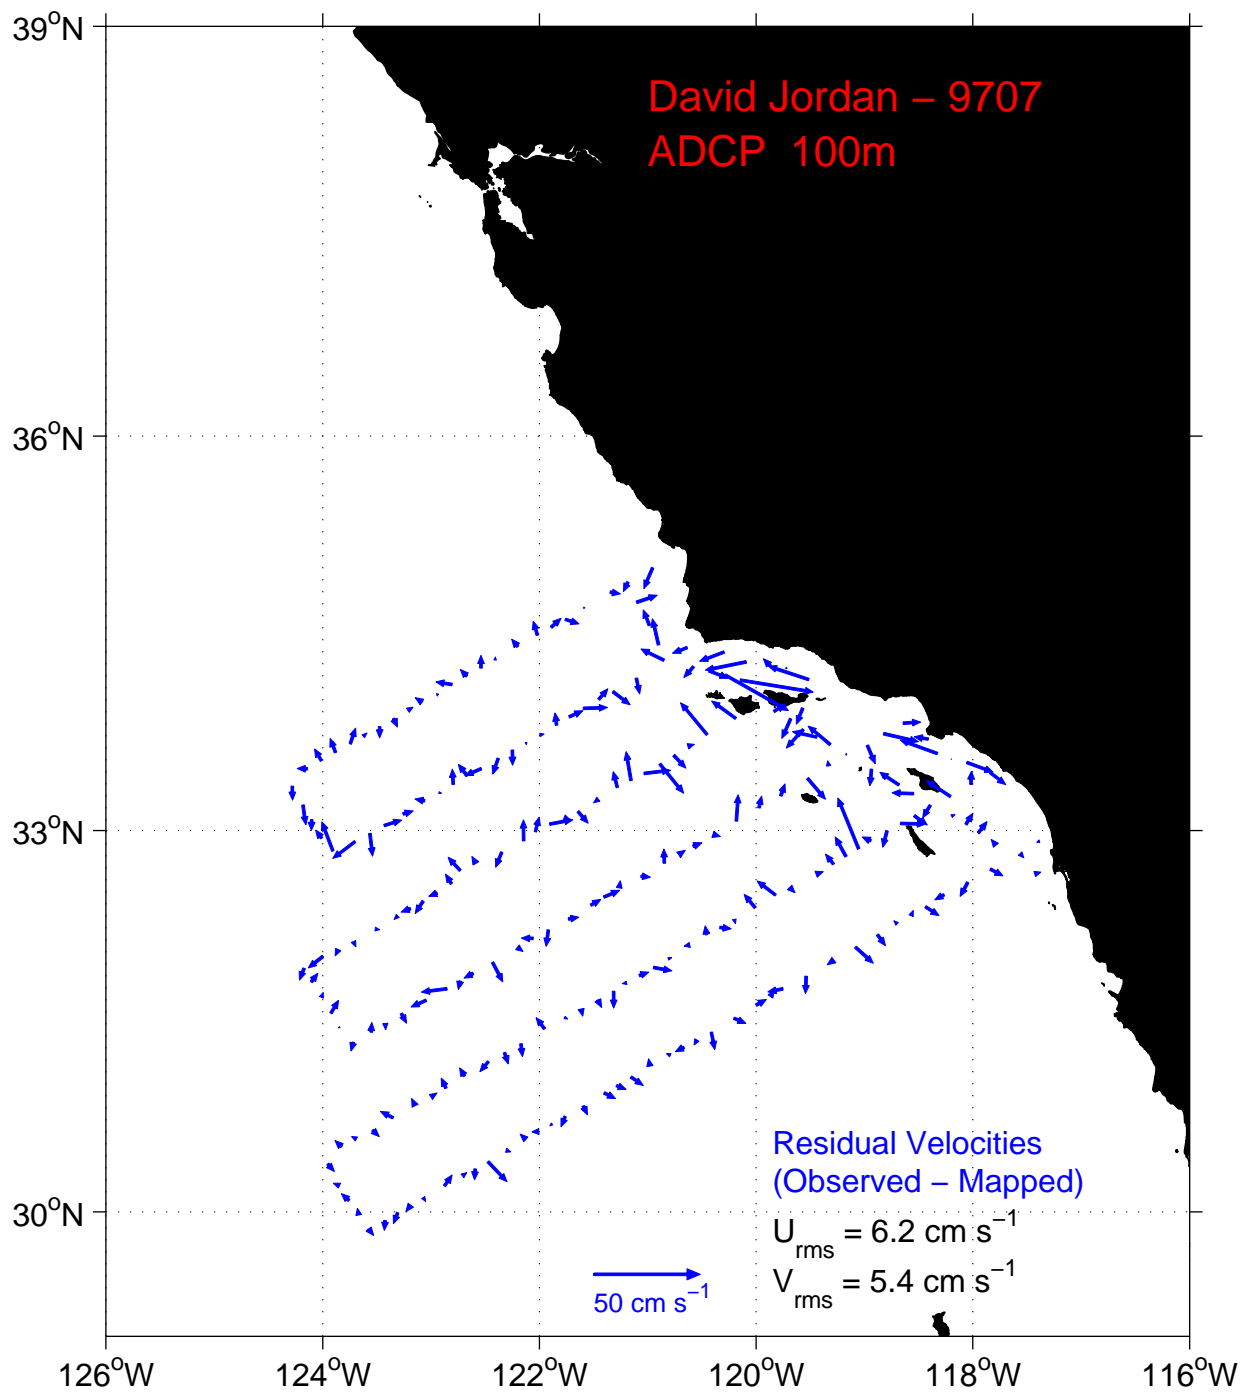 39°N
David Jordan – 9707
ADCP 100m
36°N
33°N
30°N
Residual Velocities
(Observed – Mapped)
U_rms = 6.2 cm s⁻¹
V_rms = 5.4 cm s⁻¹
50 cm s⁻¹
126°W 124°W 122°W 120°W 118°W 116°W